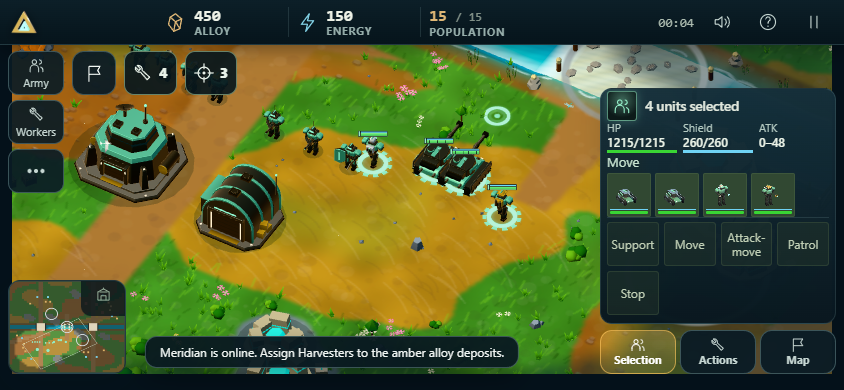 450
ALLOY
150
ENERGY
15 / 15
POPULATION
00:04
Army
4
3
Workers
4 units selected
HP
1215/1215
Shield
260/260
ATK
0–48
Move
Support
Move
Attack-
move
Patrol
Stop
Meridian is online. Assign Harvesters to the amber alloy deposits.
Selection
Actions
Map